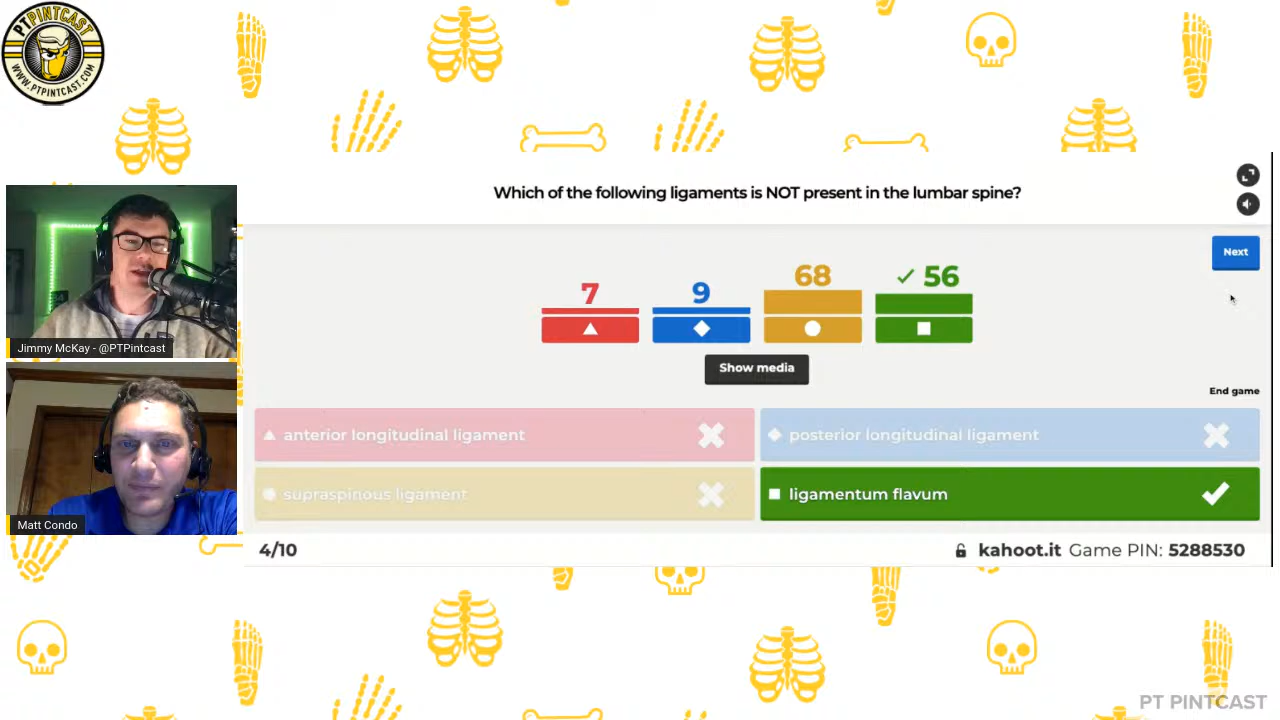 PTPINTCAST
WWW.PTPINTCAST.COM
Which of the following ligaments is NOT present in the lumbar spine?
Next
7
9
68
56
Show media
End game
anterior longitudinal ligament
posterior longitudinal ligament
supraspinous ligament
ligamentum flavum
4/10
kahoot.it Game PIN: 5288530
Jimmy McKay - @PTPintcast
Matt Condo
PT PINTCAST